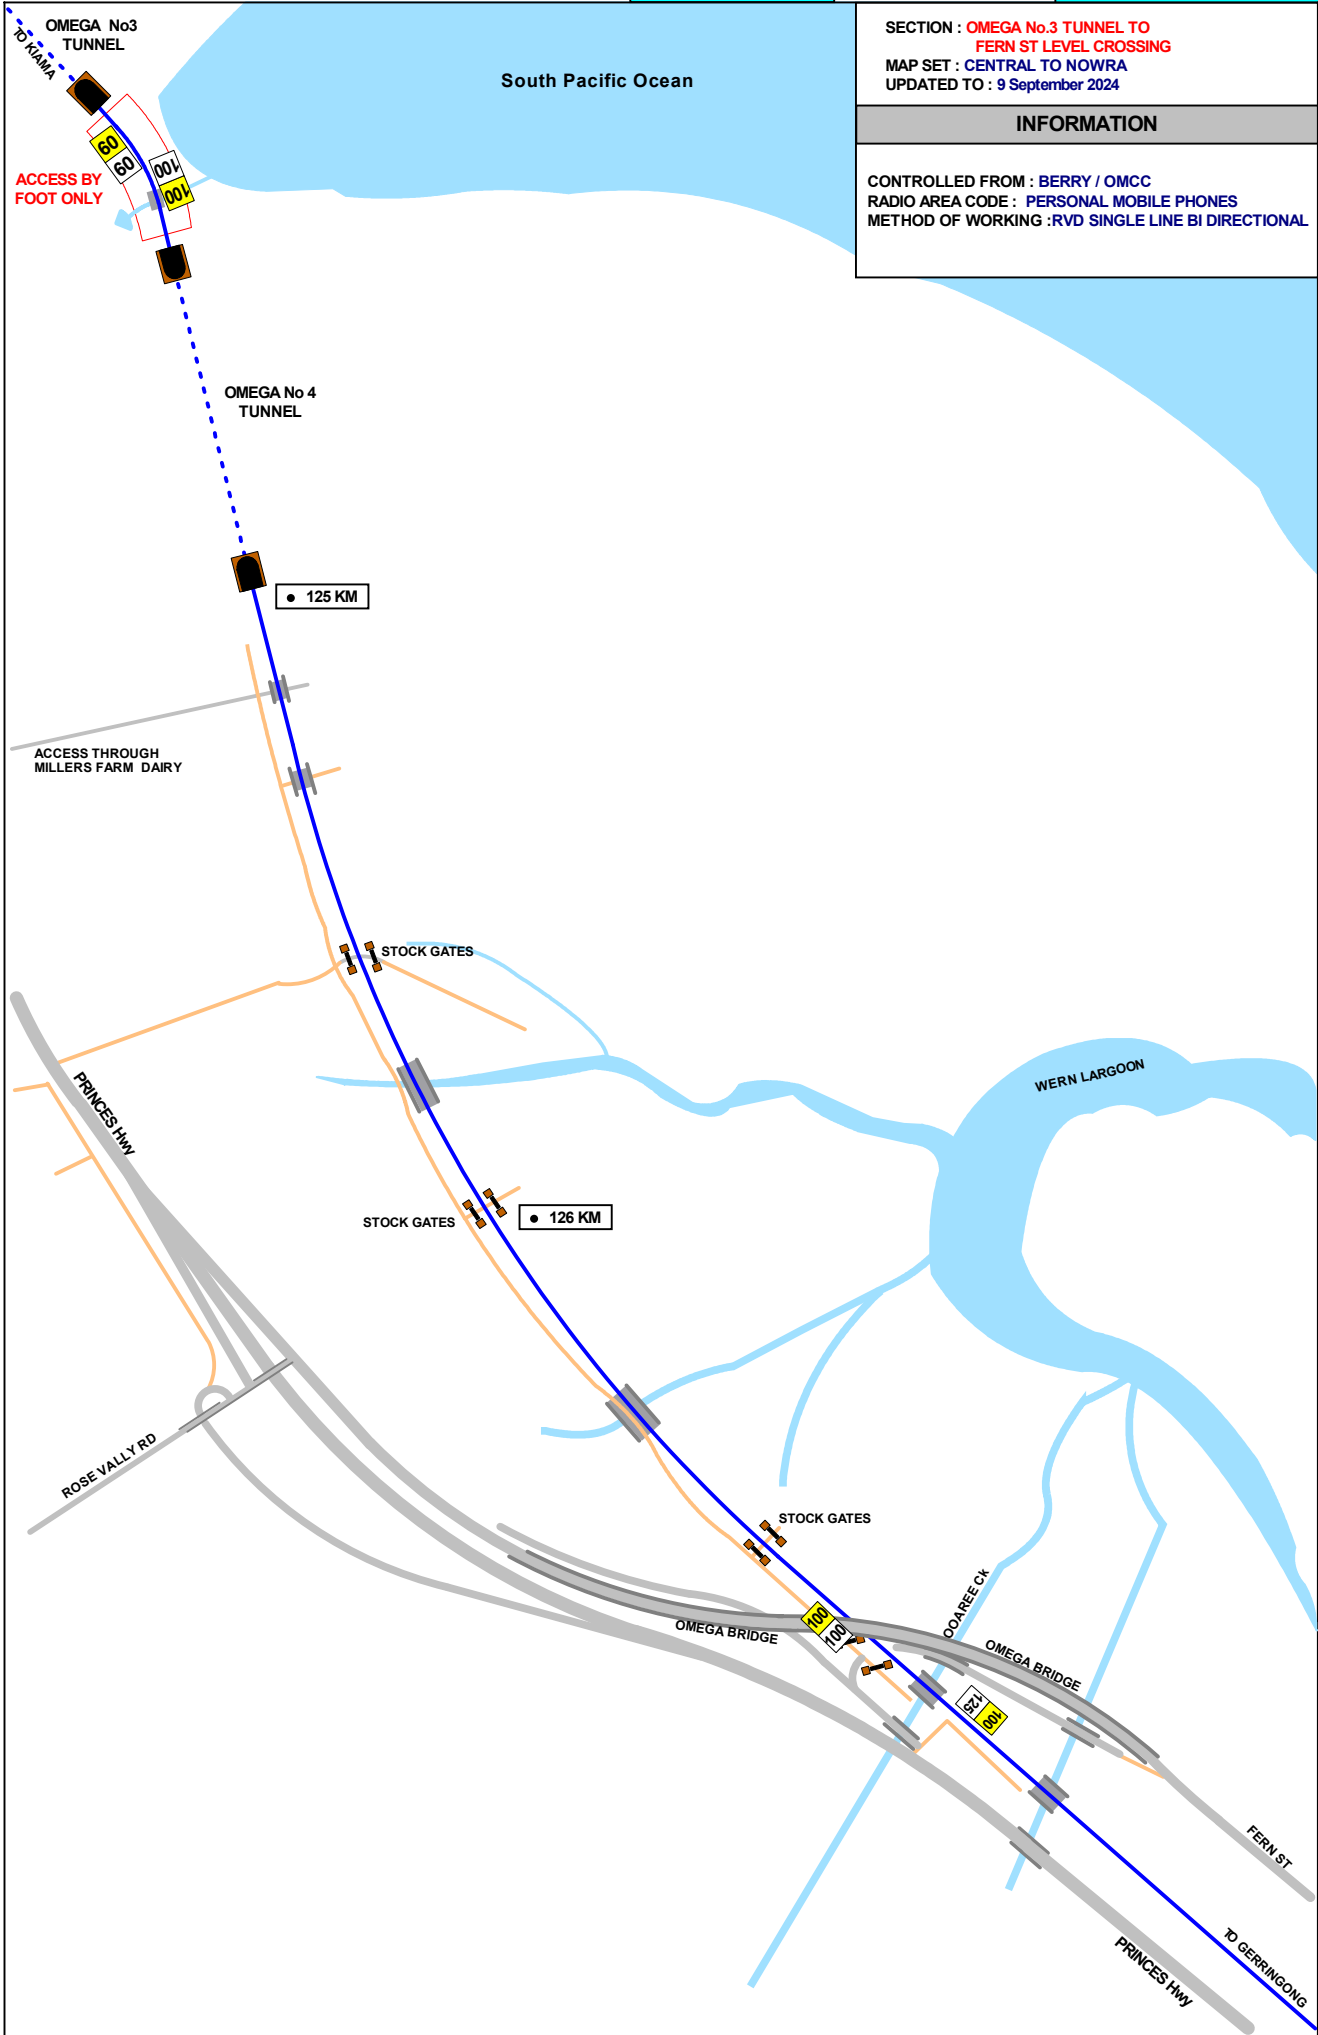 SECTION : OMEGA No.3 TUNNEL TO
FERN ST LEVEL CROSSING
MAP SET : CENTRAL TO NOWRA
UPDATED TO : 9 September 2024
INFORMATION
CONTROLLED FROM : BERRY / OMCC
RADIO AREA CODE : PERSONAL MOBILE PHONES
METHOD OF WORKING :RVD SINGLE LINE BI DIRECTIONAL
OMEGA No3
TUNNEL
TO KIAMA
South Pacific Ocean
60
60
100
100
ACCESS BY
FOOT ONLY
OMEGA No 4
TUNNEL
• 125 KM
ACCESS THROUGH
MILLERS FARM DAIRY
STOCK GATES
PRINCES Hwy
WERN LARGOON
STOCK GATES
• 126 KM
ROSE VALLY RD
STOCK GATES
OMEGA BRIDGE
100
100
OOAREE Ck
OMEGA BRIDGE
125
100
FERN ST
TO GERRINGONG
PRINCES Hwy